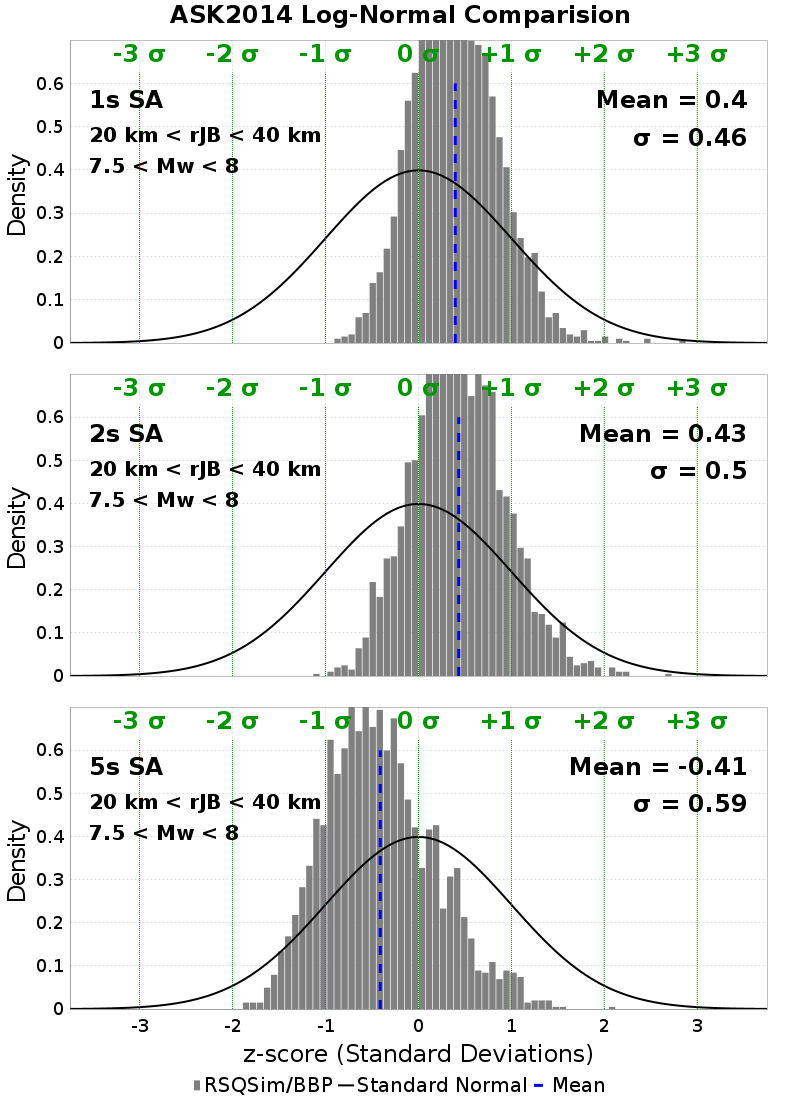 ASK2014 Log-Normal Comparision
-3 σ -2 σ -1 σ 0 σ +1 σ +2 σ +3 σ
1s SA
20 km < rJB < 40 km
7.5 < Mw < 8
Mean = 0.4
σ = 0.46
Density
0.6
0.5
0.4
0.3
0.2
0.1
0
-3 σ -2 σ -1 σ 0 σ +1 σ +2 σ +3 σ
2s SA
20 km < rJB < 40 km
7.5 < Mw < 8
Mean = 0.43
σ = 0.5
Density
0.6
0.5
0.4
0.3
0.2
0.1
0
-3 σ -2 σ -1 σ 0 σ +1 σ +2 σ +3 σ
5s SA
20 km < rJB < 40 km
7.5 < Mw < 8
Mean = -0.41
σ = 0.59
Density
0.6
0.5
0.4
0.3
0.2
0.1
0
-3 -2 -1 0 1 2 3
z-score (Standard Deviations)
RSQSim/BBP Standard Normal Mean